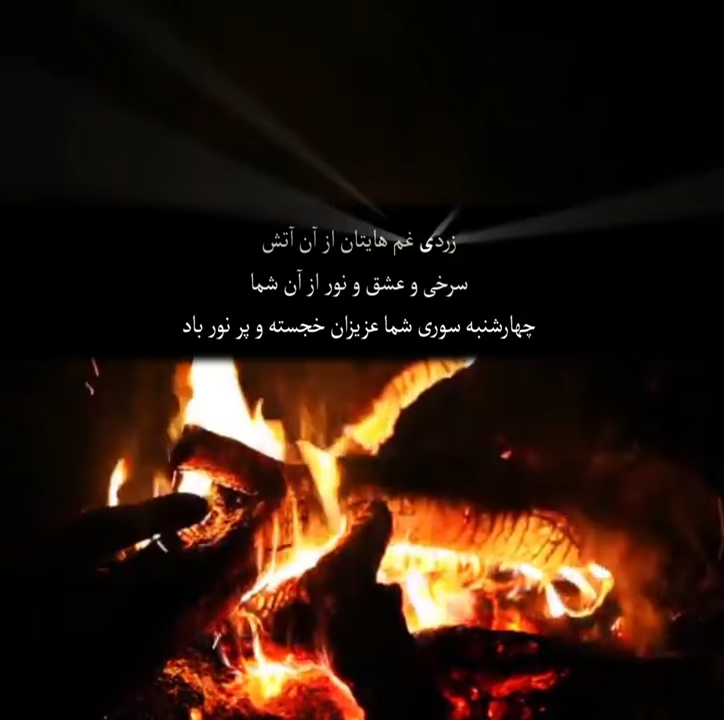 زردی غم هایتان از آن آتش
سرخی و عشق و نور از آن شما
چهارشنبه سوری شما عزیزان خجسته و پر نور باد